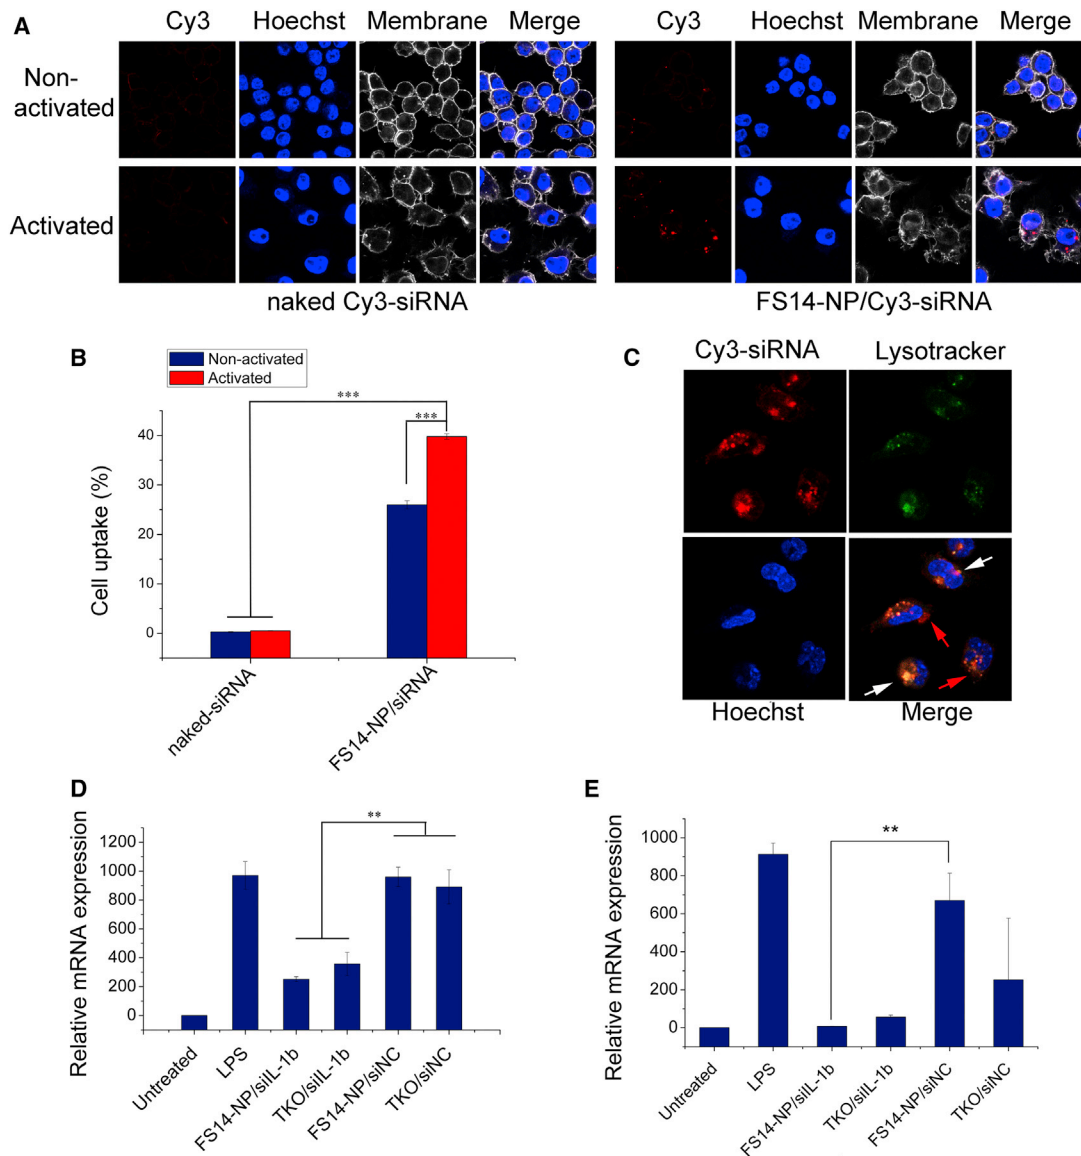 A
Cy3 Hoechst Membrane Merge
Cy3 Hoechst Membrane Merge
Non-
activated
Activated
naked Cy3-siRNA
FS14-NP/Cy3-siRNA
B
Non-activated
Activated
***
***
40
30
20
10
0
Cell uptake (%)
naked-siRNA
FS14-NP/siRNA
C
Cy3-siRNA
Lysotracker
Hoechst
Merge
D
**
1200
1000
800
600
400
200
0
Relative mRNA expression
Untreated
LPS
FS14-NP/siIL-1b
TKO/siIL-1b
FS14-NP/siNC
TKO/siNC
E
**
1000
800
600
400
200
0
Relative mRNA expression
Untreated
LPS
FS14-NP/siIL-1b
TKO/siIL-1b
FS14-NP/siNC
TKO/siNC